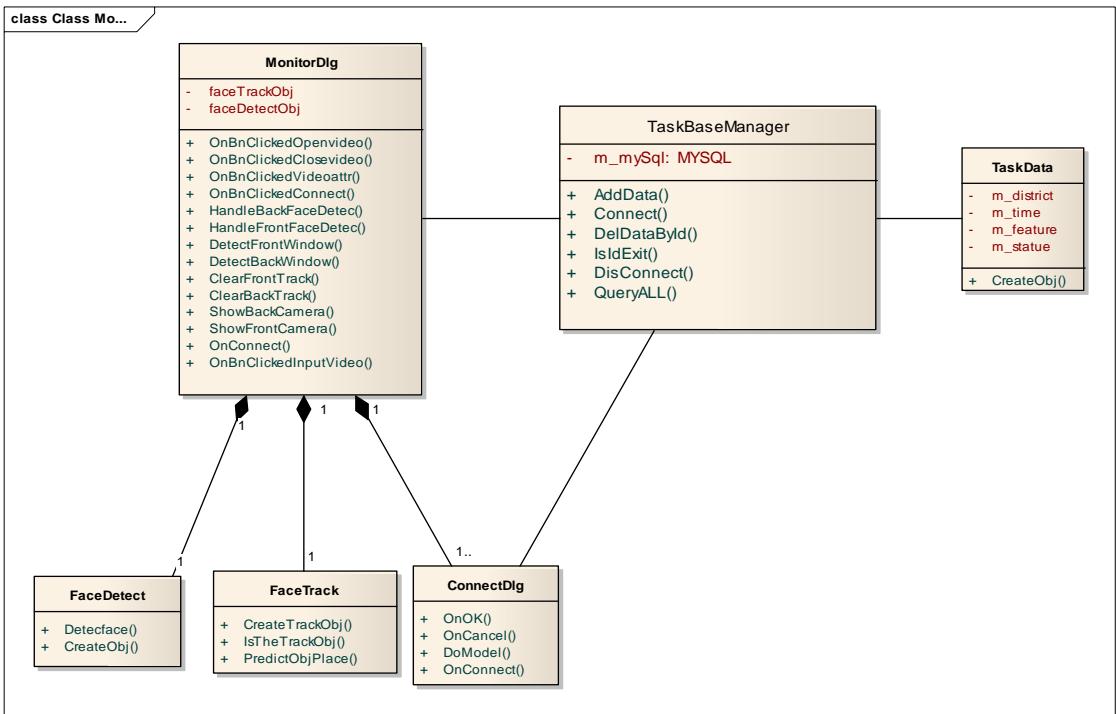 class Class Mo...
MonitorDlg
- faceTrackObj
- faceDetectObj
+ OnBnClickedOpenvideo()
+ OnBnClickedClosevideo()
+ OnBnClickedVideoattr()
+ OnBnClickedConnect()
+ HandleBackFaceDetec()
+ HandleFrontFaceDetec()
+ DetectFrontWindow()
+ DetectBackWindow()
+ ClearFrontTrack()
+ ClearBackTrack()
+ ShowBackCamera()
+ ShowFrontCamera()
+ OnConnect()
+ OnBnClickedInputVideo()
TaskBaseManager
- m_mySql: MYSQL
+ AddData()
+ Connect()
+ DelDataById()
+ IsIdExit()
+ DisConnect()
+ QueryALL()
TaskData
- m_district
- m_time
- m_feature
- m_statue
+ CreateObj()
1
1
1
1
1
1..
FaceDetect
+ Detecface()
+ CreateObj()
FaceTrack
+ CreateTrackObj()
+ IsTheTrackObj()
+ PredictObjPlace()
ConnectDlg
+ OnOK()
+ OnCancel()
+ DoModel()
+ OnConnect()